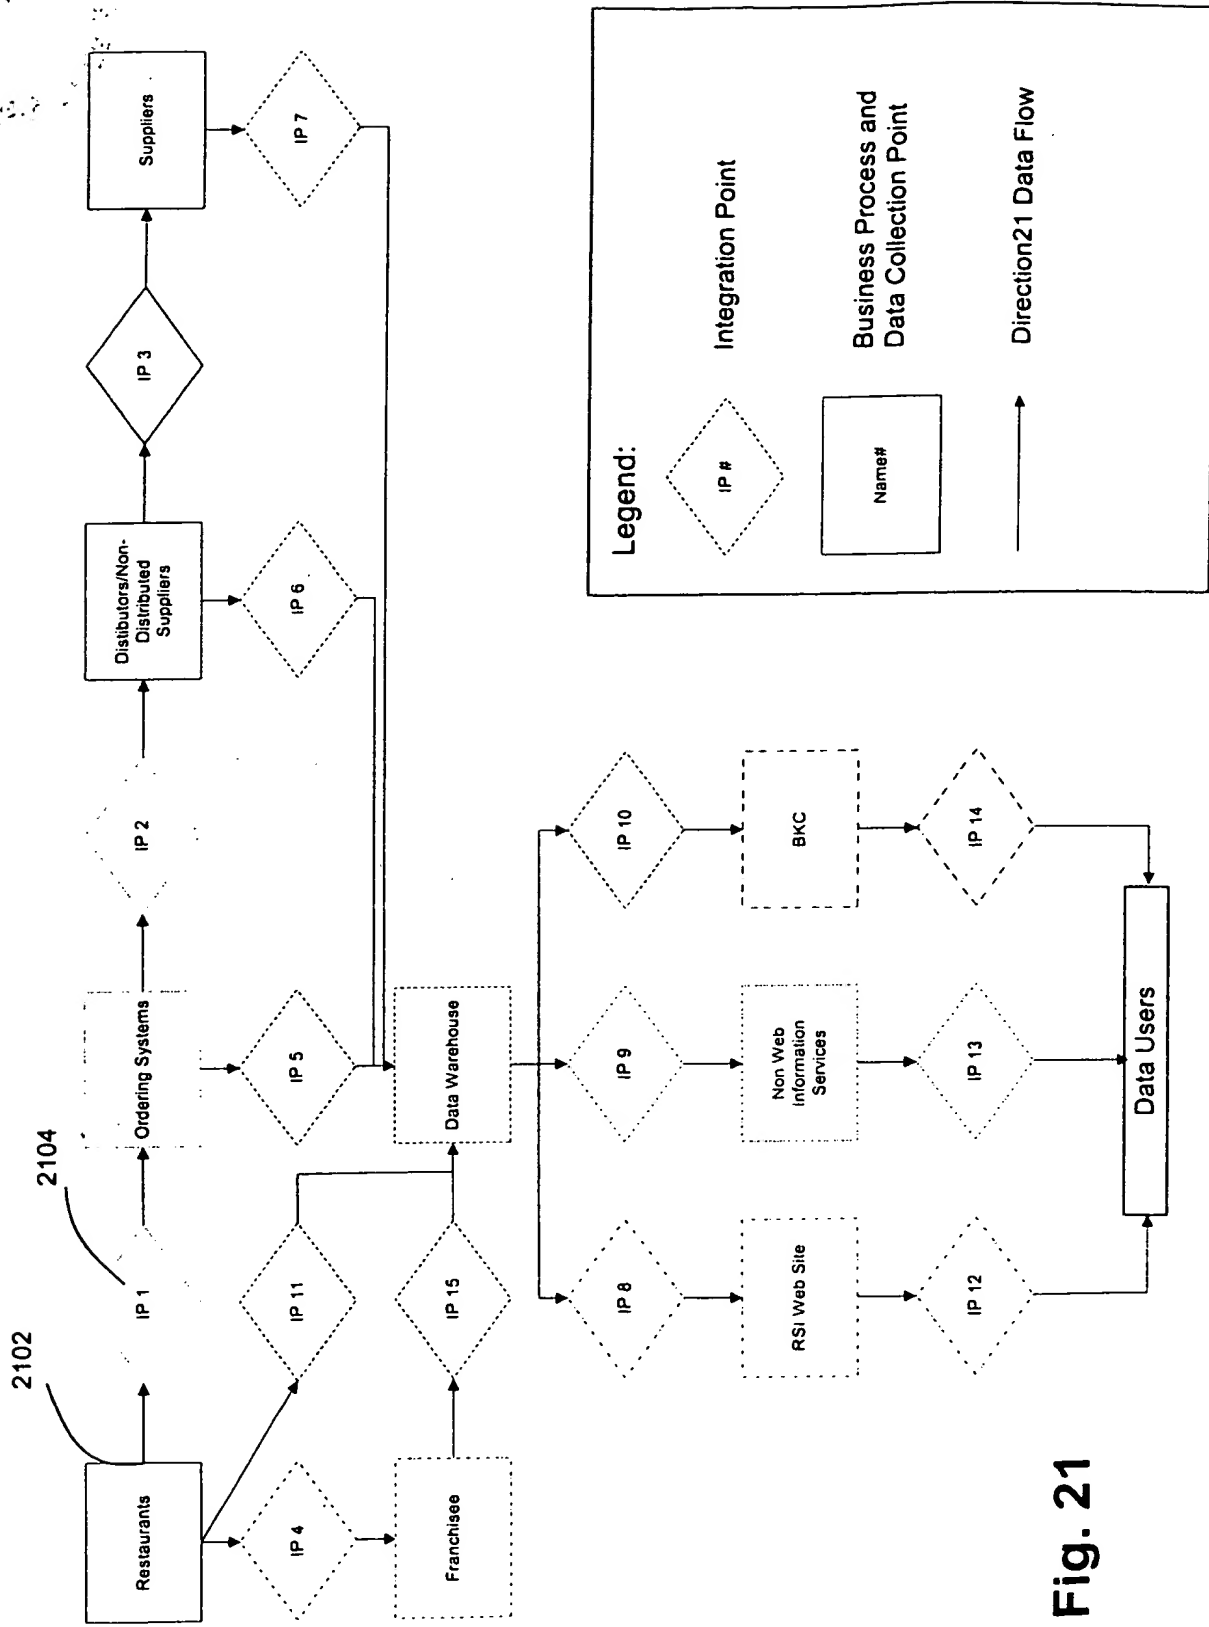 2102
2104
Restaurants
IP 1
Ordering Systems
IP 2
Distibutors/Non-
Distributed
Suppliers
IP 3
Suppliers
IP 4
IP 11
IP 5
IP 6
IP 7
Franchisee
IP 15
Data Warehouse
IP 8
IP 9
IP 10
RSI Web Site
Non Web
Information
Services
BKC
IP 12
IP 13
IP 14
Data Users
Legend:
IP #
Integration Point
Name#
Business Process and
Data Collection Point
Direction21 Data Flow
Fig. 21